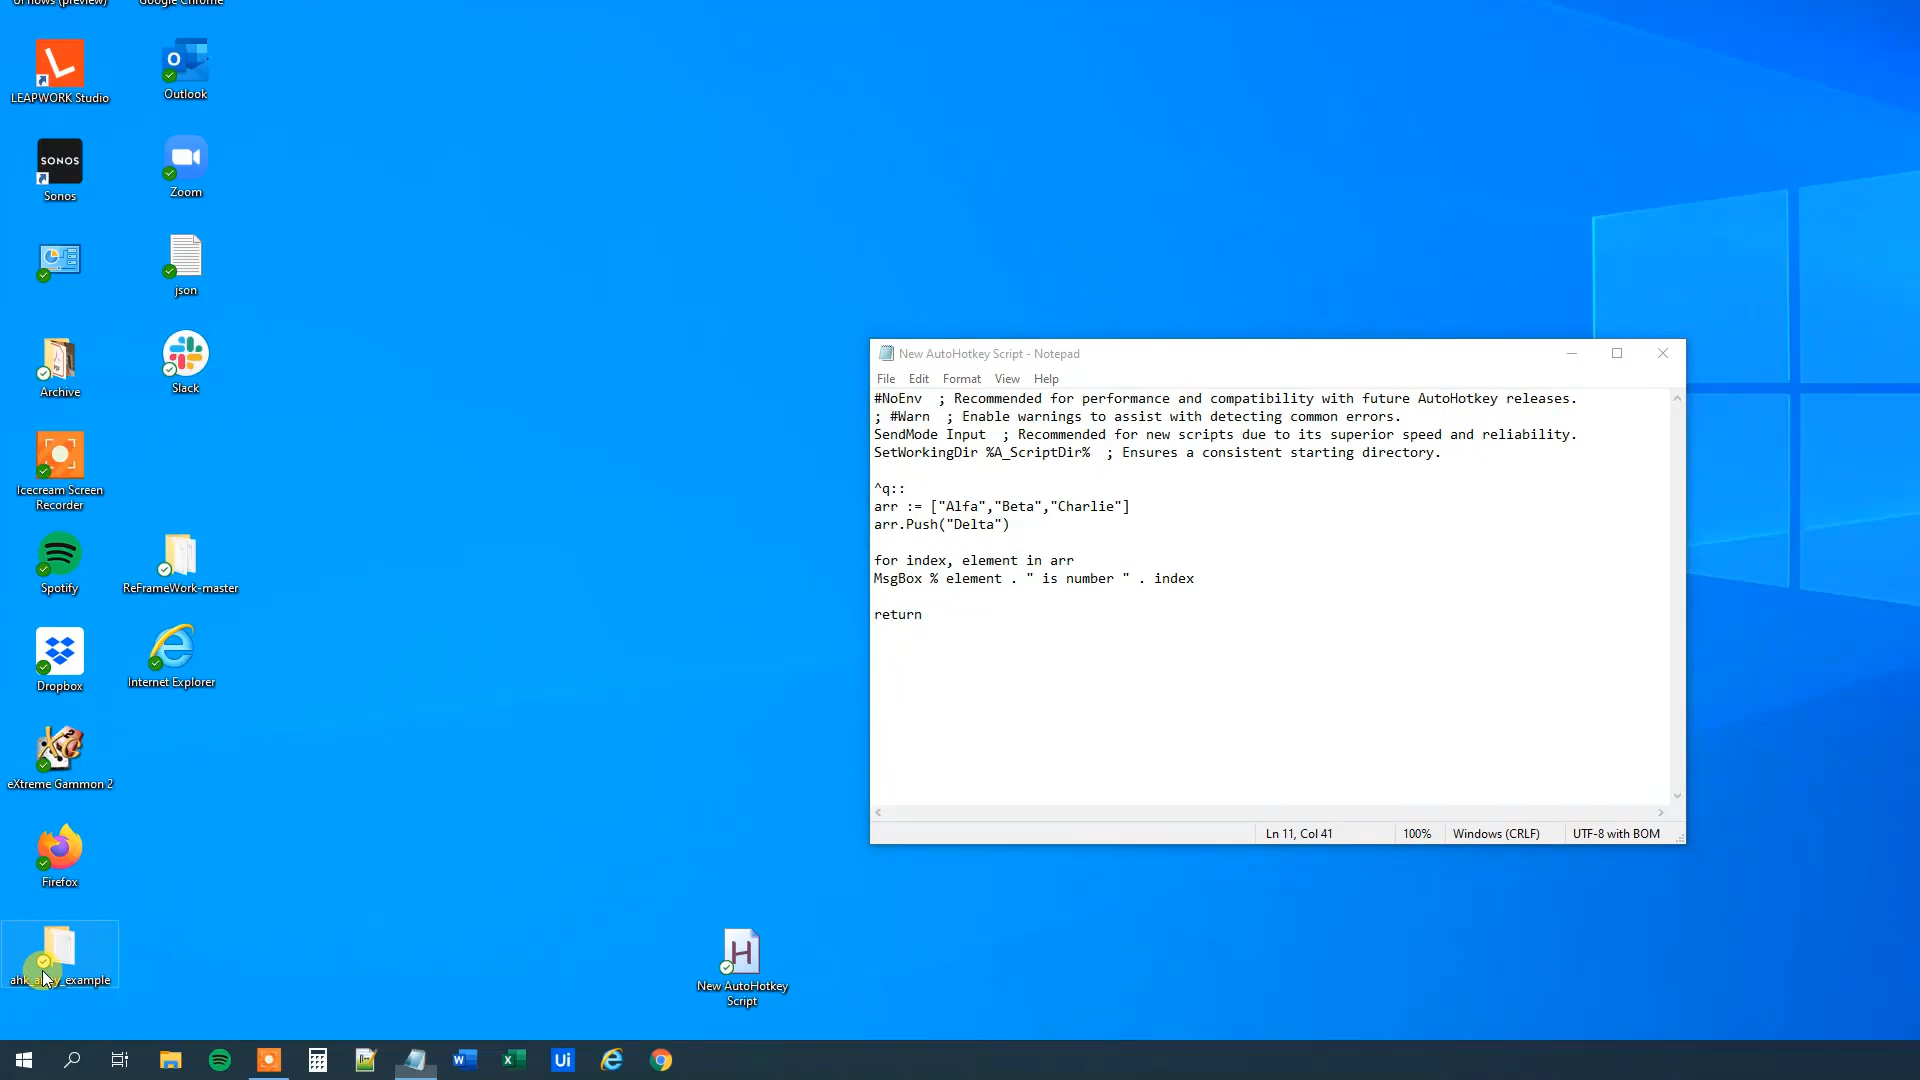 Google Chrome
LEAPWORK Studio
Outlook
SONOS
Sonos
Zoom
json
Archive
Slack
Icecream Screen
Recorder
Spotify
ReFrameWork-master
Dropbox
Internet Explorer
eXtreme Gammon 2
Firefox
New AutoHotkey
Script
New AutoHotkey Script - Notepad
File Edit Format View Help
#NoEnv  ; Recommended for performance and compatibility with future AutoHotkey releases.
; #Warn  ; Enable warnings to assist with detecting common errors.
SendMode Input  ; Recommended for new scripts due to its superior speed and reliability.
SetWorkingDir %A_ScriptDir%  ; Ensures a consistent starting directory.
^q::
arr := ["Alfa","Beta","Charlie"]
arr.Push("Delta")
for index, element in arr
MsgBox % element . " is number " . index
return
Ln 11, Col 41 100% Windows (CRLF) UTF-8 with BOM
Ui